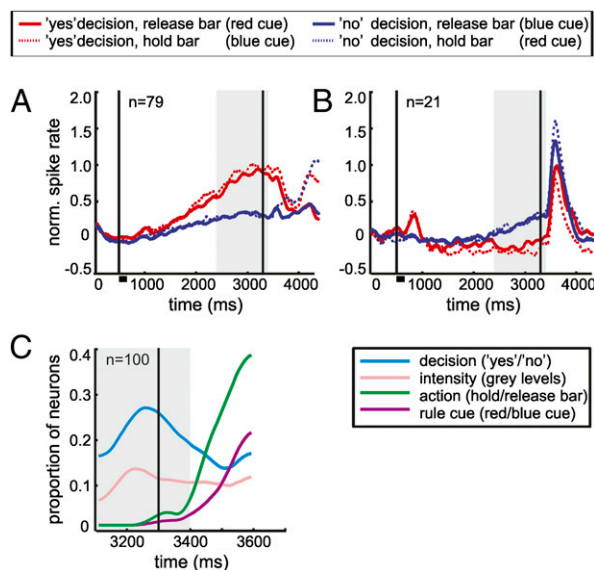 'yes'decision, release bar (red cue) 'no' decision, release bar (blue cue)
'yes'decision, hold bar (blue cue) 'no' decision, hold bar (red cue)
A
n=79
norm. spike rate
2.0
1.5
1.0
0.5
0
-0.5
0 1000 2000 3000 4000
time (ms)
B
n=21
2.0
1.5
1.0
0.5
0
-0.5
0 1000 2000 3000 4000
time (ms)
C
n=100
proportion of neurons
0.4
0.3
0.2
0.1
0
3200 3400 3600
time (ms)
decision ('yes'/'no')
intensity (grey levels)
action (hold/release bar)
rule cue (red/blue cue)